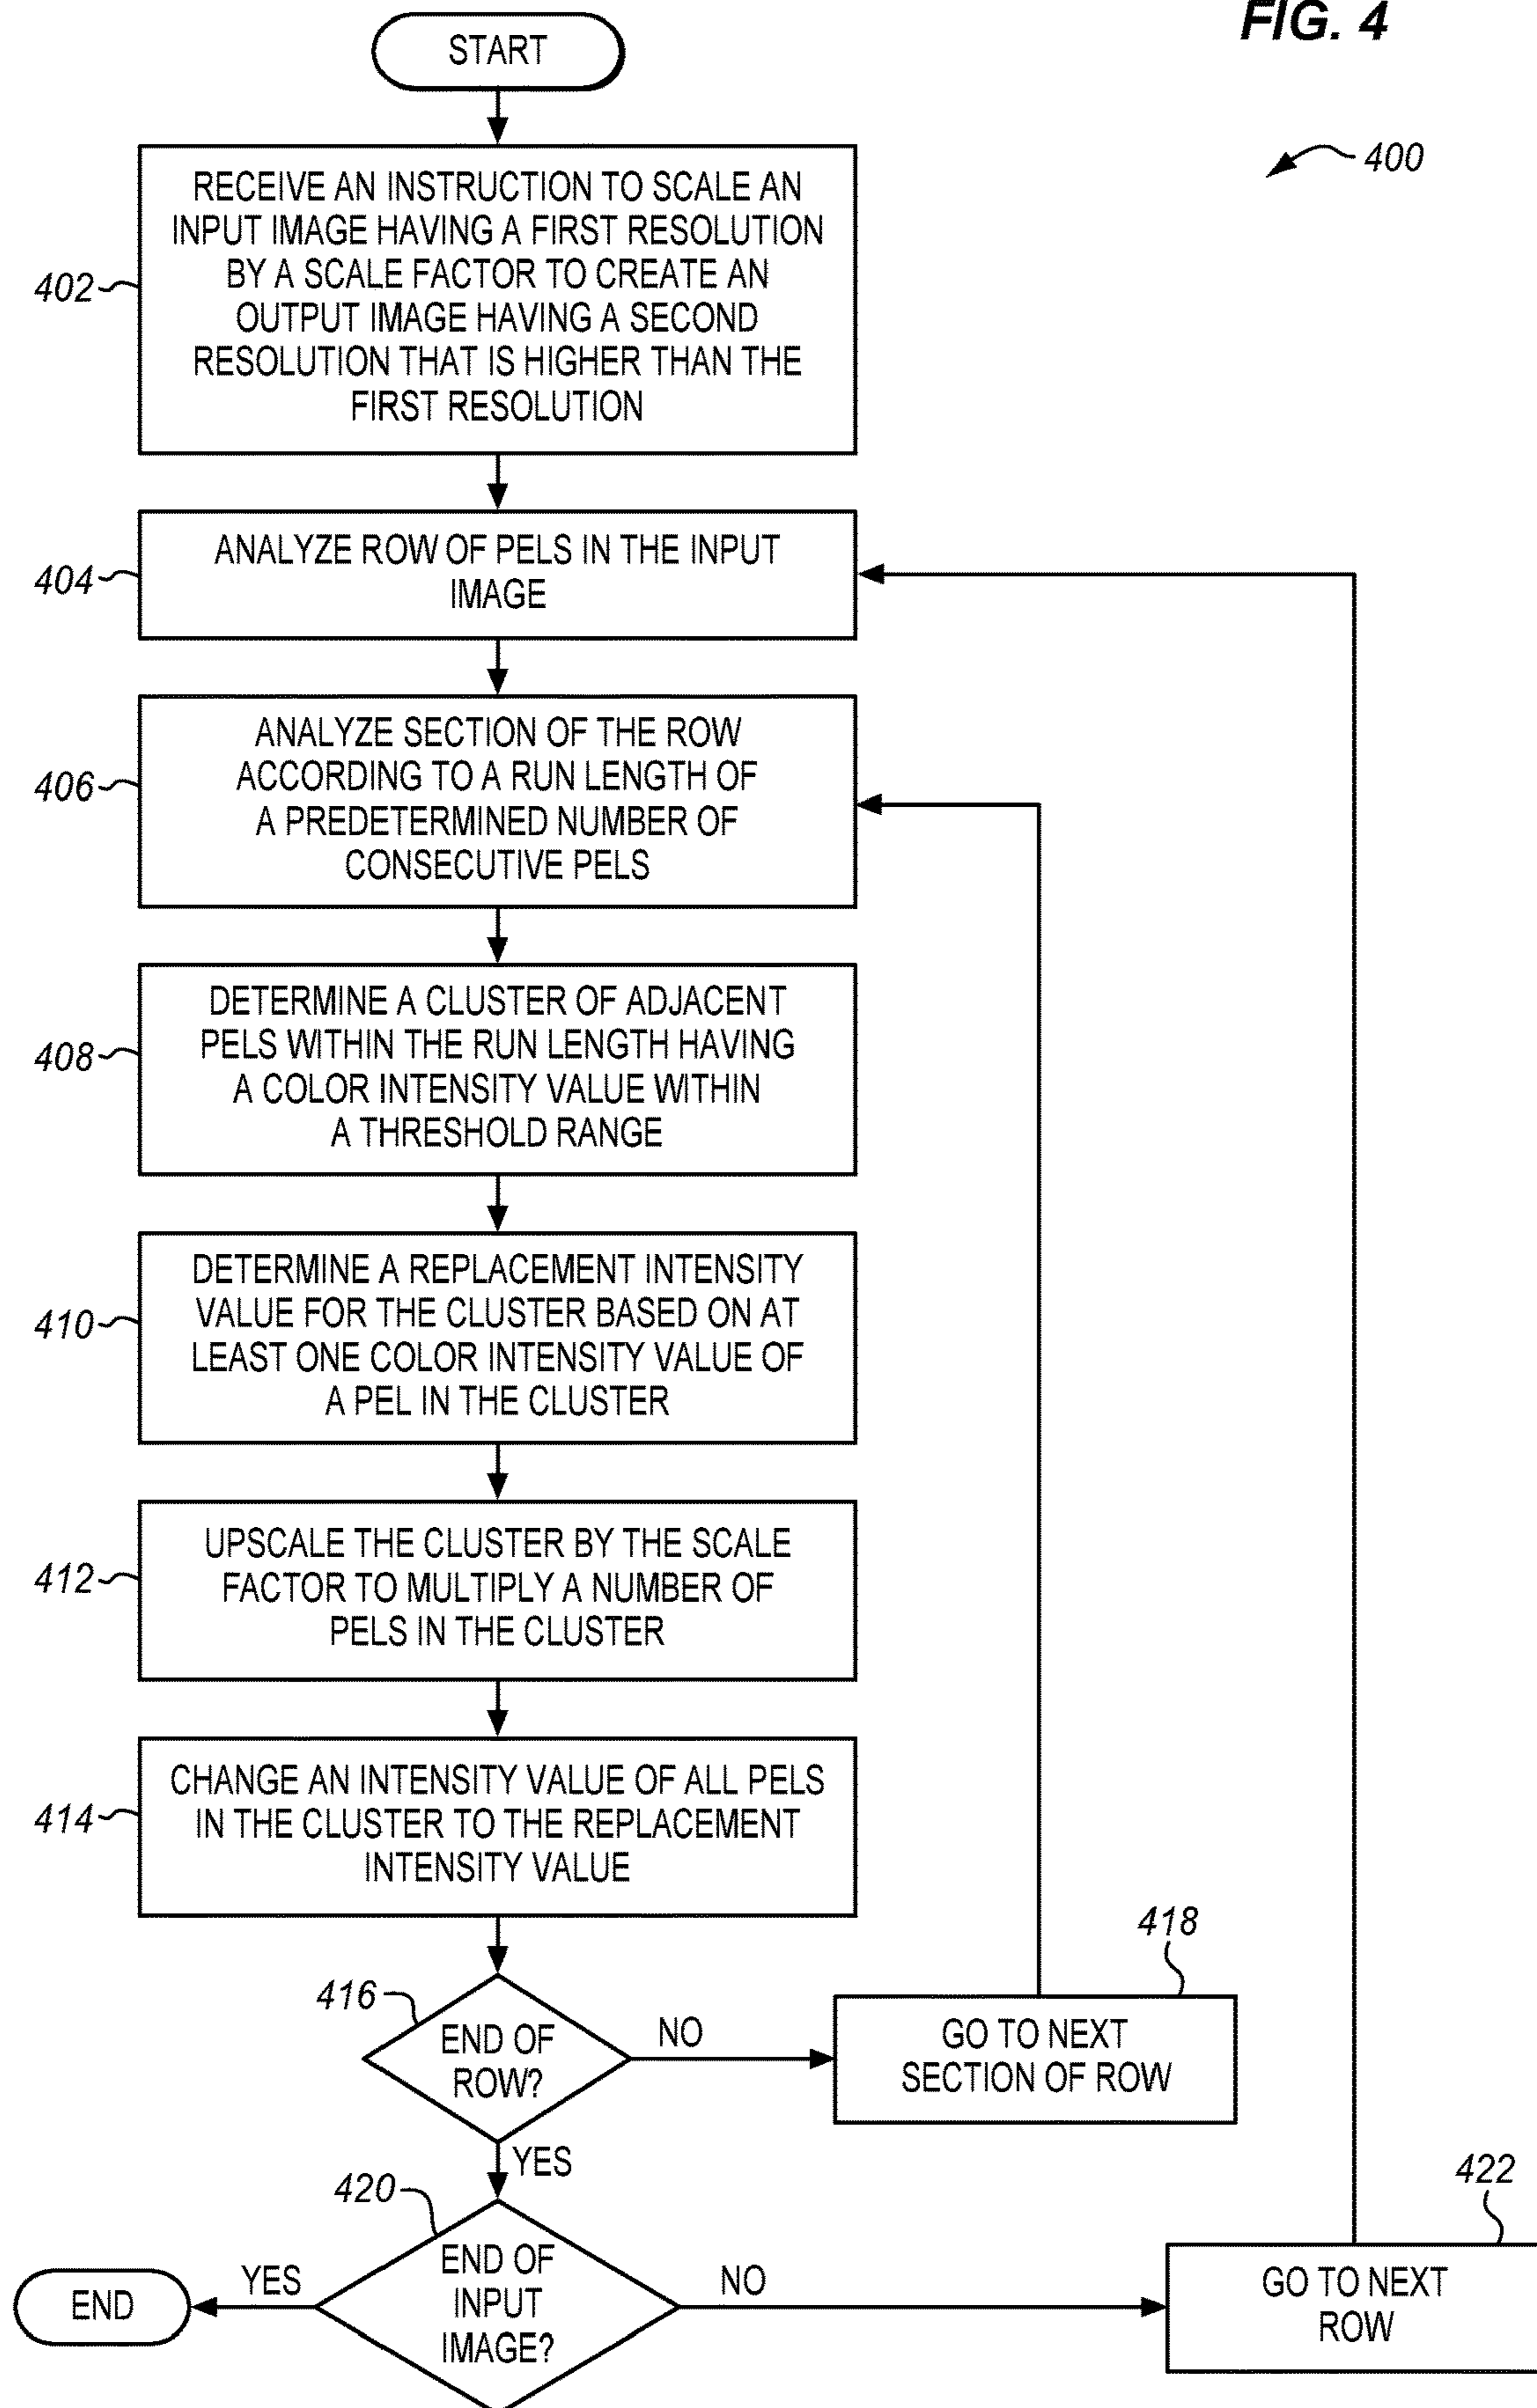 FIG. 4
START
400
RECEIVE AN INSTRUCTION TO SCALE AN
INPUT IMAGE HAVING A FIRST RESOLUTION
BY A SCALE FACTOR TO CREATE AN
OUTPUT IMAGE HAVING A SECOND
RESOLUTION THAT IS HIGHER THAN THE
FIRST RESOLUTION
402
ANALYZE ROW OF PELS IN THE INPUT
IMAGE
404
ANALYZE SECTION OF THE ROW
ACCORDING TO A RUN LENGTH OF
A PREDETERMINED NUMBER OF
CONSECUTIVE PELS
406
DETERMINE A CLUSTER OF ADJACENT
PELS WITHIN THE RUN LENGTH HAVING
A COLOR INTENSITY VALUE WITHIN
A THRESHOLD RANGE
408
DETERMINE A REPLACEMENT INTENSITY
VALUE FOR THE CLUSTER BASED ON AT
LEAST ONE COLOR INTENSITY VALUE OF
A PEL IN THE CLUSTER
410
UPSCALE THE CLUSTER BY THE SCALE
FACTOR TO MULTIPLY A NUMBER OF
PELS IN THE CLUSTER
412
CHANGE AN INTENSITY VALUE OF ALL PELS
IN THE CLUSTER TO THE REPLACEMENT
INTENSITY VALUE
414
416
END OF
ROW?
NO
418
GO TO NEXT
SECTION OF ROW
YES
420
END OF
INPUT
IMAGE?
YES
END
NO
422
GO TO NEXT
ROW